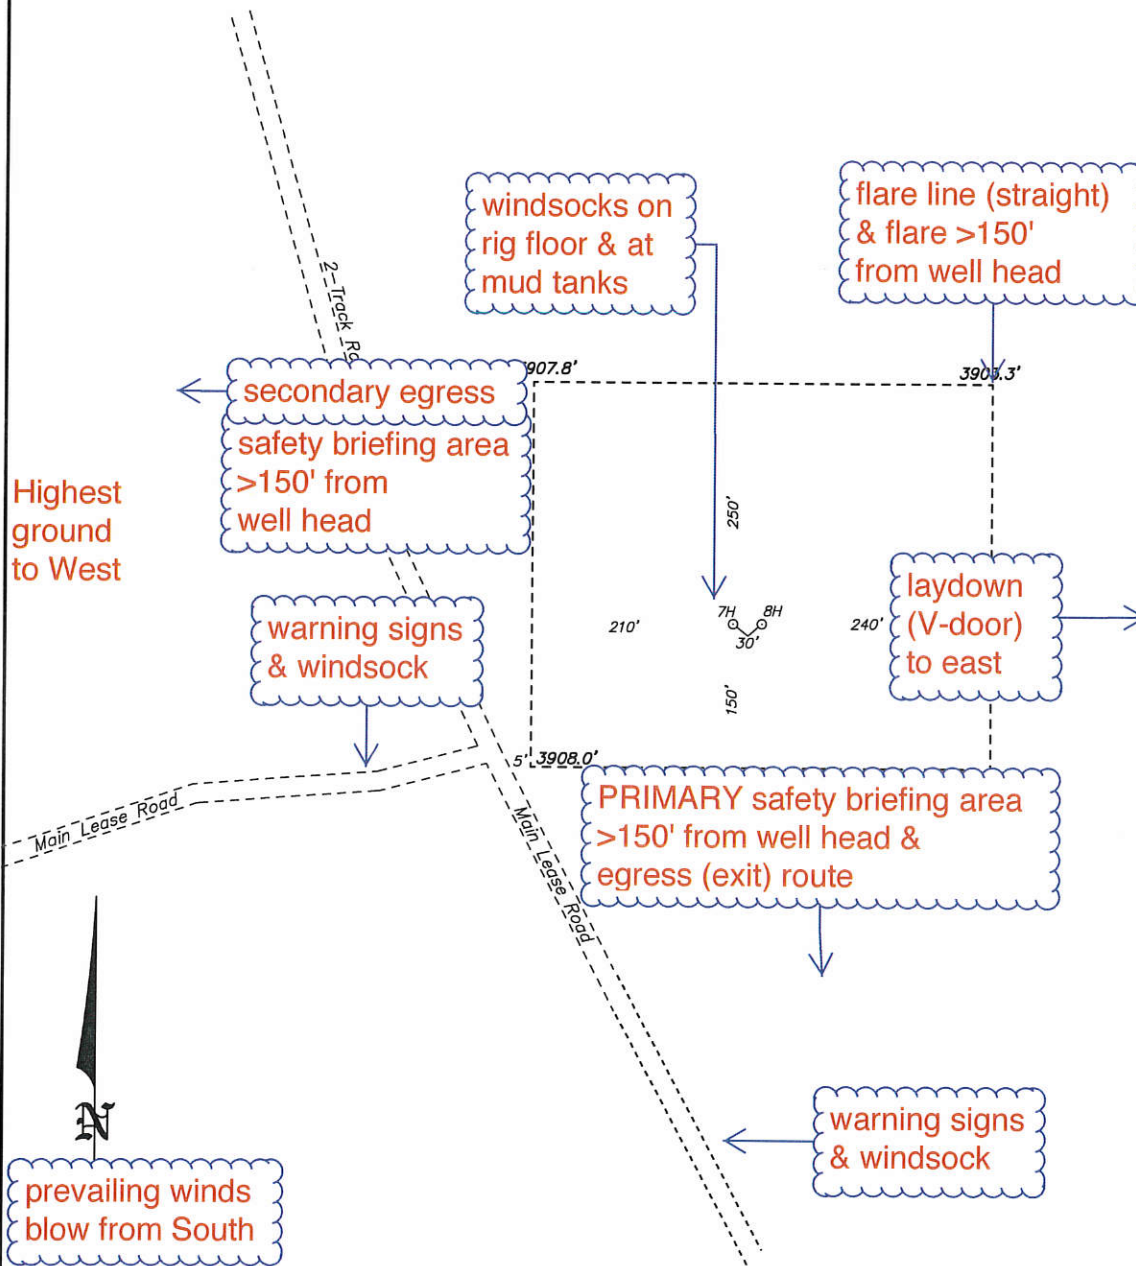 windsocks on
rig floor & at
mud tanks
flare line (straight)
& flare >150'
from well head
2-Track
907.8'
secondary egress
safety briefing area
>150' from
well head
Highest
ground
to West
250'
warning signs
& windsock
210'
7H
8H
30'
240'
laydown
(V-door)
to east
150'
5'
3908.0'
PRIMARY safety briefing area
>150' from well head &
egress (exit) route
Main Lease Road
Main Lease Road
N
warning signs
& windsock
prevailing winds
blow from South